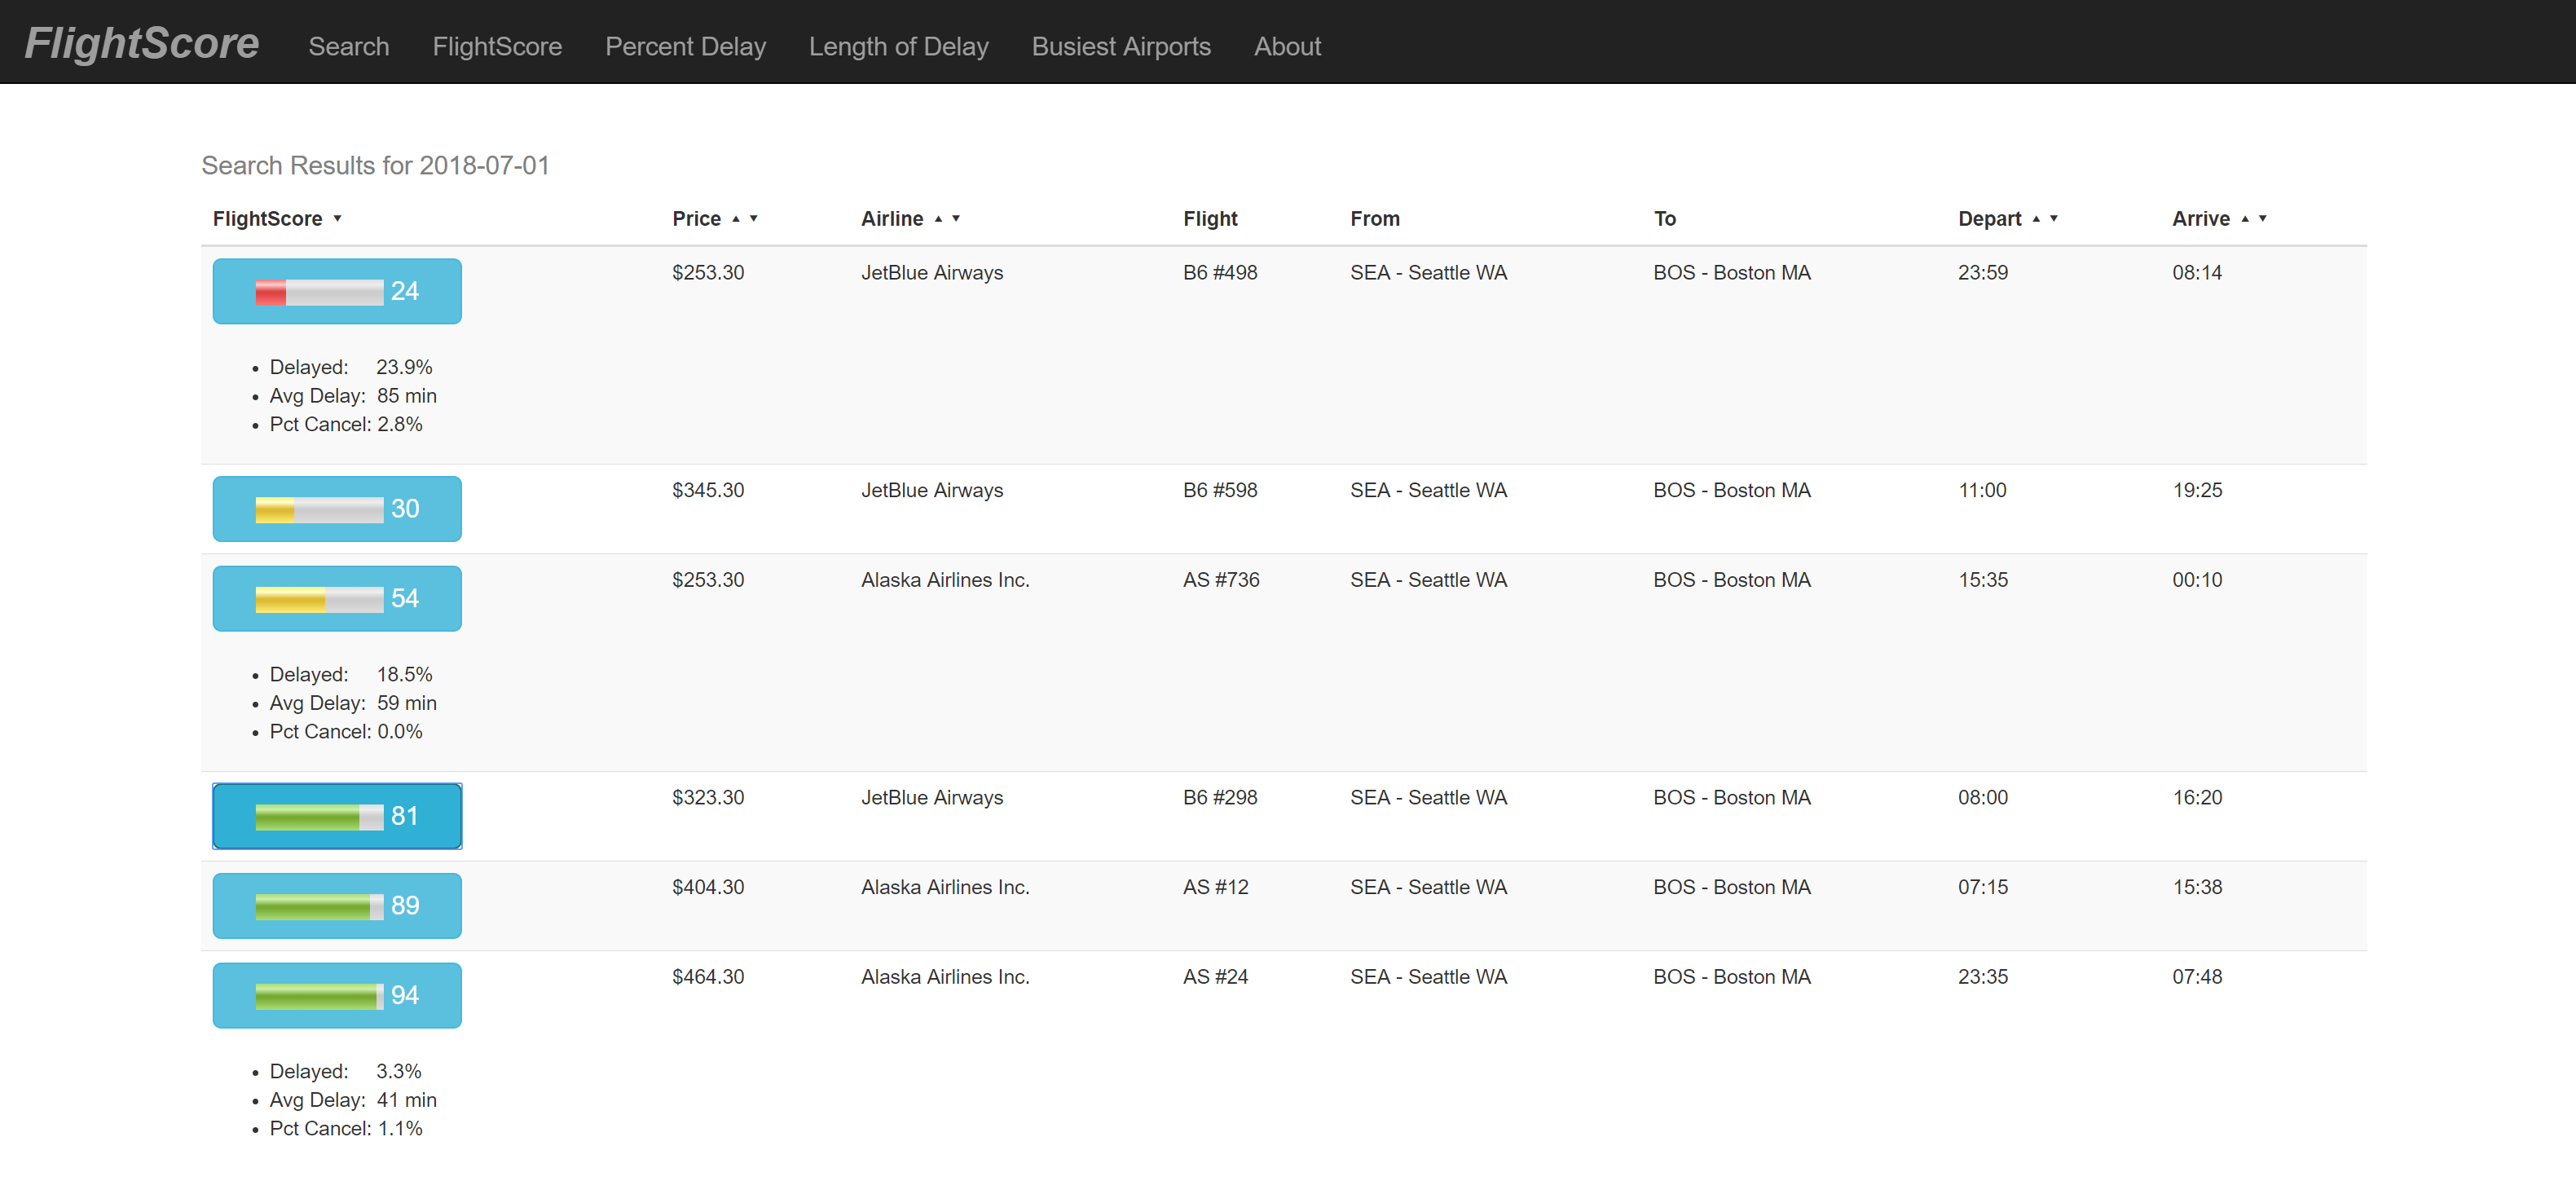 FlightScore Search FlightScore Percent Delay Length of Delay Busiest Airports About
Search Results for 2018-07-01
FlightScore ▼ Price ▲ ▼ Airline ▲ ▼ Flight From To Depart ▲ ▼ Arrive ▲ ▼
24 $253.30 JetBlue Airways B6 #498 SEA - Seattle WA BOS - Boston MA 23:59 08:14
• Delayed: 23.9%
• Avg Delay: 85 min
• Pct Cancel: 2.8%
30 $345.30 JetBlue Airways B6 #598 SEA - Seattle WA BOS - Boston MA 11:00 19:25
54 $253.30 Alaska Airlines Inc. AS #736 SEA - Seattle WA BOS - Boston MA 15:35 00:10
• Delayed: 18.5%
• Avg Delay: 59 min
• Pct Cancel: 0.0%
81 $323.30 JetBlue Airways B6 #298 SEA - Seattle WA BOS - Boston MA 08:00 16:20
89 $404.30 Alaska Airlines Inc. AS #12 SEA - Seattle WA BOS - Boston MA 07:15 15:38
94 $464.30 Alaska Airlines Inc. AS #24 SEA - Seattle WA BOS - Boston MA 23:35 07:48
• Delayed: 3.3%
• Avg Delay: 41 min
• Pct Cancel: 1.1%